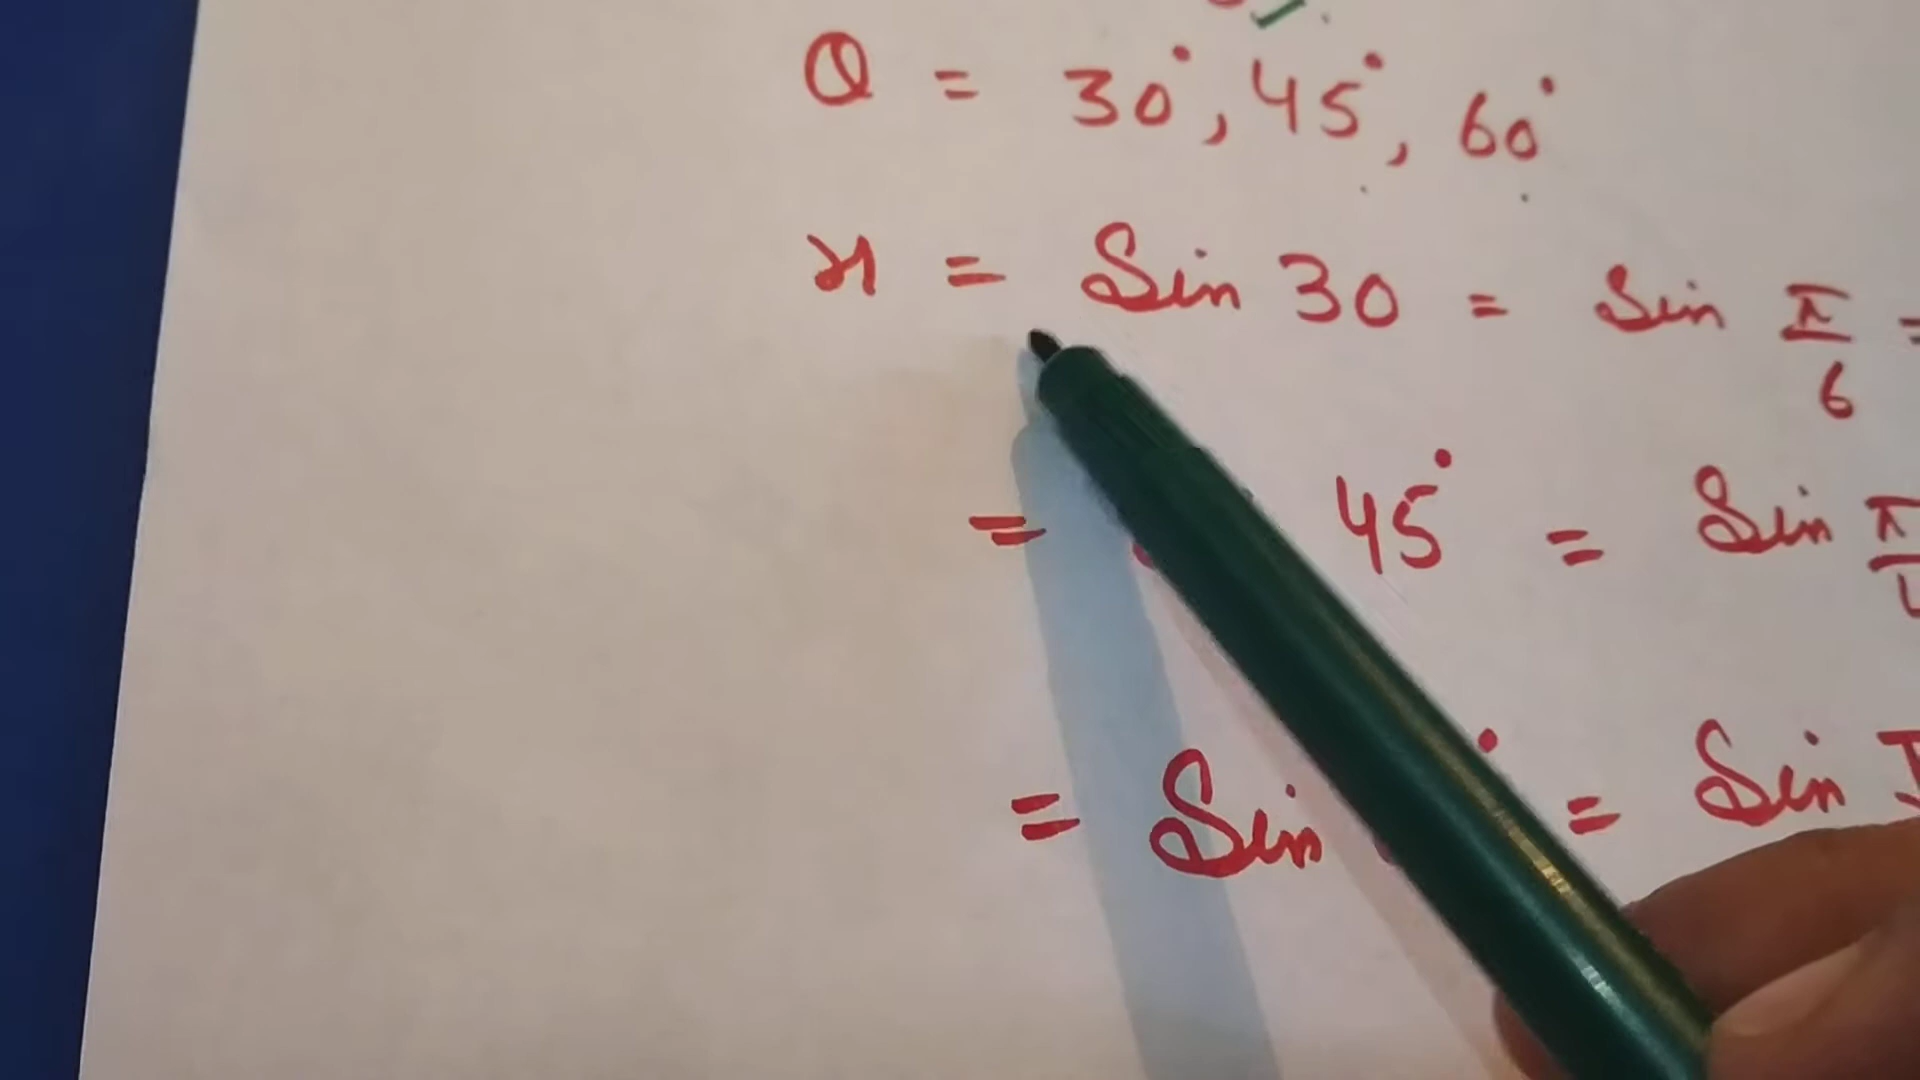 θ = 30°, 45°, 60°
x = Sin 30 = Sin π/6 =
= 45° = Sin π
= Sin = Sin